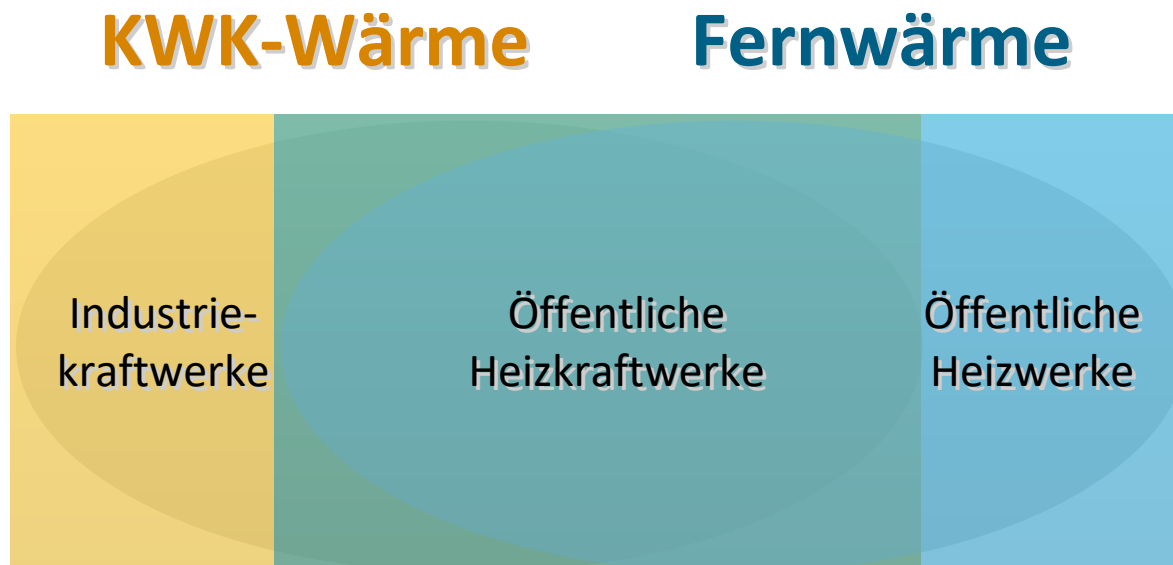 KWK-Wärme
Fernwärme
Industrie-
kraftwerke
Öffentliche
Heizkraftwerke
Öffentliche
Heizwerke